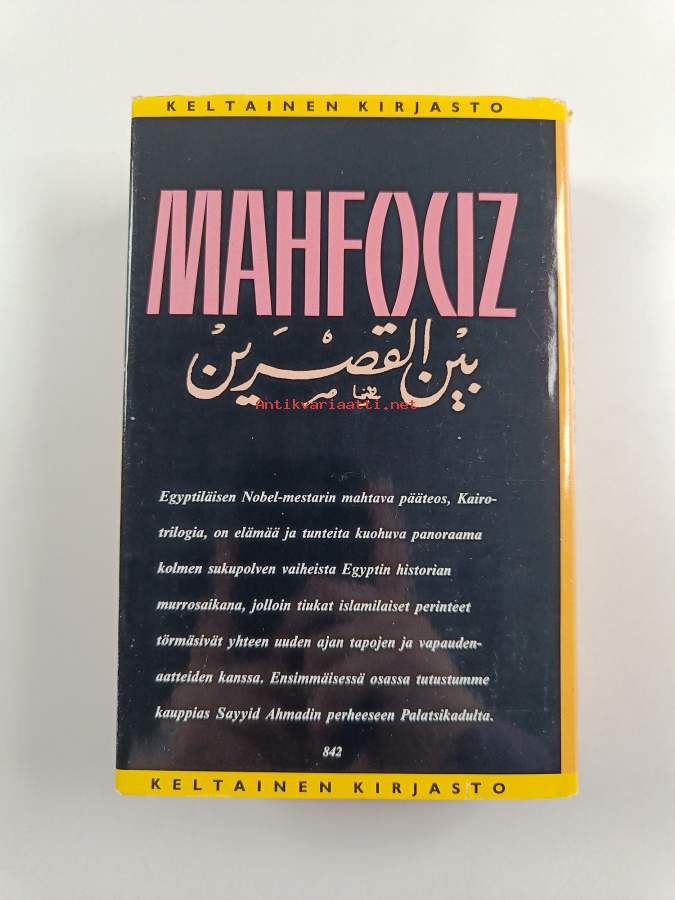 KELTAINEN KIRJASTO
MAHFOUZ
بَيْن القصْرَين
Antikvariaatti.net
Egyptiläisen Nobel-mestarin mahtava pääteos, Kairo-
trilogia, on elämää ja tunteita kuohuva panoraama
kolmen sukupolven vaiheista Egyptin historian
murrosaikana, jolloin tiukat islamilaiset perinteet
törmäsivät yhteen uuden ajan tapojen ja vapauden-
aatteiden kanssa. Ensimmäisessä osassa tutustumme
kauppias Sayyid Ahmadin perheeseen Palatsikadulta.
842
KELTAINEN KIRJASTO